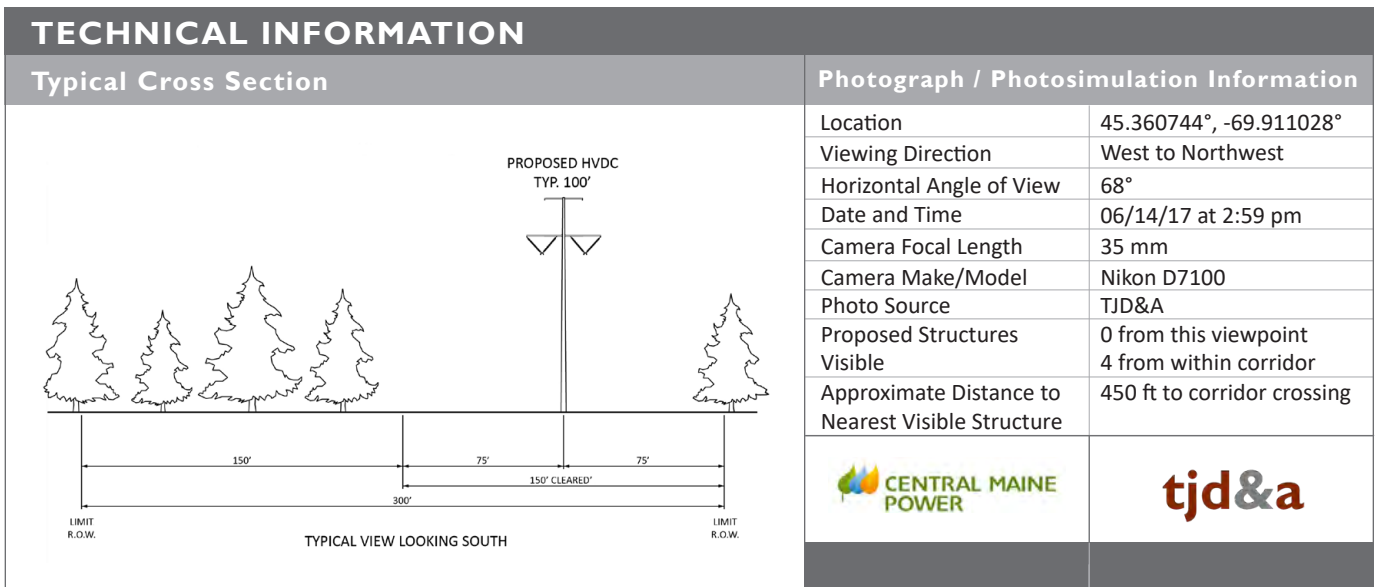 TECHNICAL INFORMATION
Typical Cross Section
PROPOSED HVDC
TYP. 100'
150'
75'
75'
150' CLEARED'
300'
LIMIT
R.O.W.
LIMIT
R.O.W.
TYPICAL VIEW LOOKING SOUTH
Photograph / Photosimulation Information
Location 45.360744°, -69.911028°
Viewing Direction West to Northwest
Horizontal Angle of View 68°
Date and Time 06/14/17 at 2:59 pm
Camera Focal Length 35 mm
Camera Make/Model Nikon D7100
Photo Source TJD&A
Proposed Structures 0 from this viewpoint
Visible 4 from within corridor
Approximate Distance to 450 ft to corridor crossing
Nearest Visible Structure
CENTRAL MAINE
POWER
tjd&a